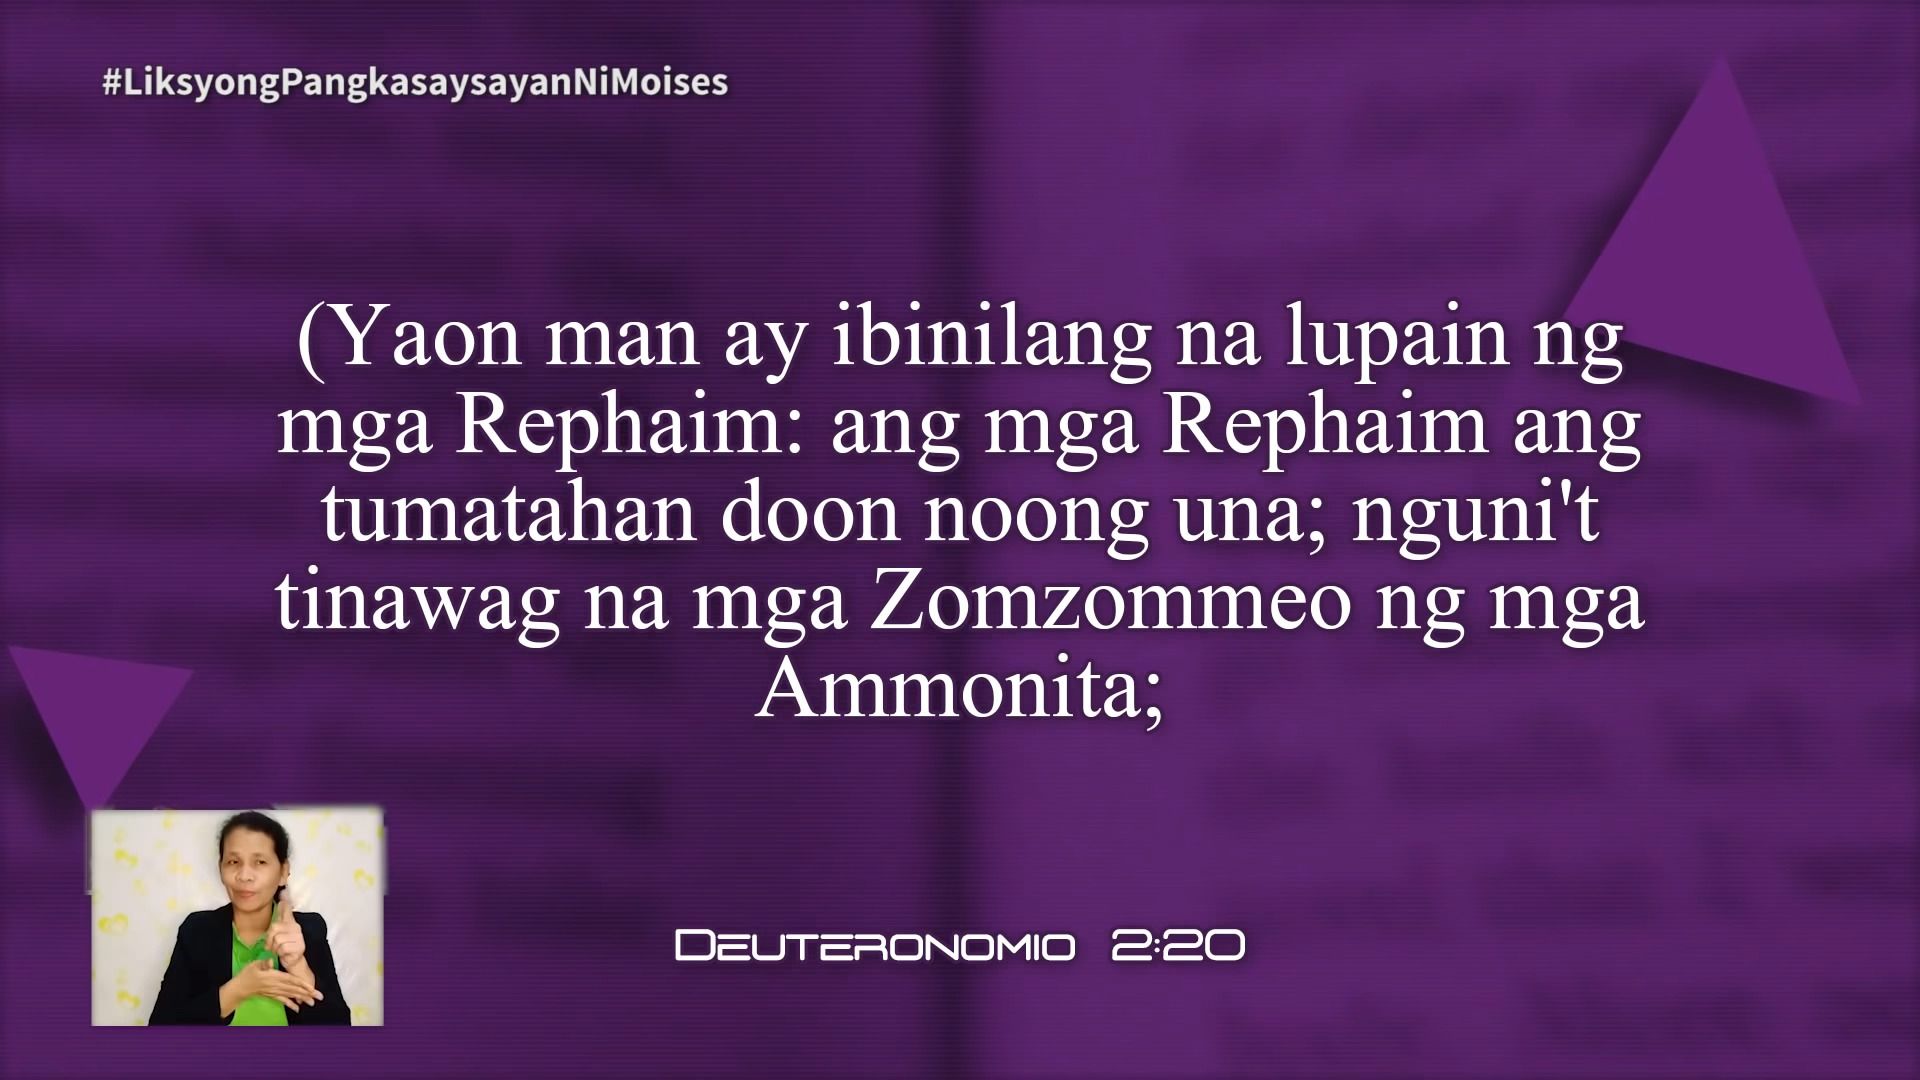 #LiksyongPangkasaysayanNiMoises
(Yaon man ay ibinilang na lupain ng
mga Rephaim: ang mga Rephaim ang
tumatahan doon noong una; nguni't
tinawag na mga Zomzommeo ng mga
Ammonita;
Deuteronomio 2:20